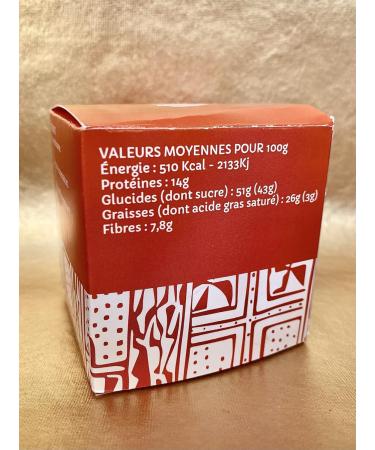 VALEURS MOYENNES POUR 100g
Énergie : 510 Kcal - 2133Kj
Protéines : 14g
Glucides (dont sucre) : 51g (43g)
Graisses (dont acide gras saturé) : 26g (3g)
Fibres : 7,8g